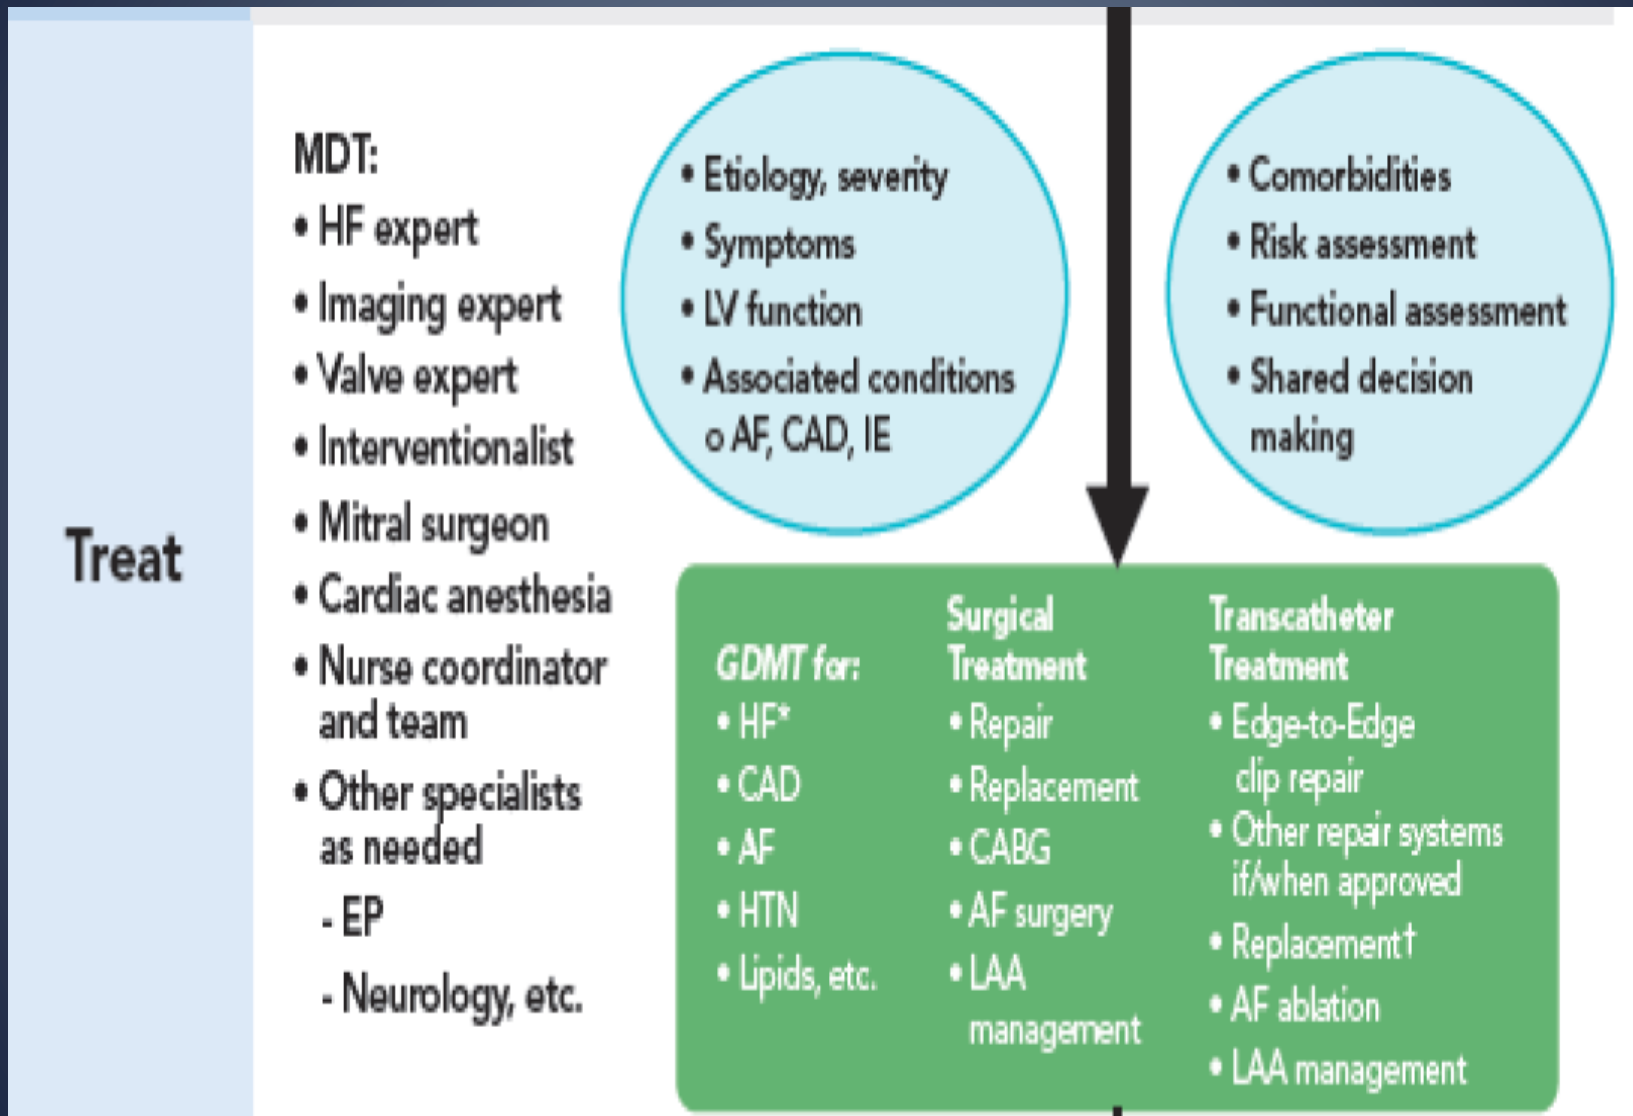 Treat
MDT:
• HF expert
• Imaging expert
• Valve expert
• Interventionalist
• Mitral surgeon
• Cardiac anesthesia
• Nurse coordinator
and team
• Other specialists
as needed
- EP
- Neurology, etc.
• Etiology, severity
• Symptoms
• LV function
• Associated conditions
o AF, CAD, IE
• Comorbidities
• Risk assessment
• Functional assessment
• Shared decision
making
GDMT for:
• HF*
• CAD
• AF
• HTN
• Lipids, etc.
Surgical
Treatment
• Repair
• Replacement
• CABG
• AF surgery
• LAA
management
Transcatheter
Treatment
• Edge-to-Edge
clip repair
• Other repair systems
if/when approved
• Replacement†
• AF ablation
• LAA management